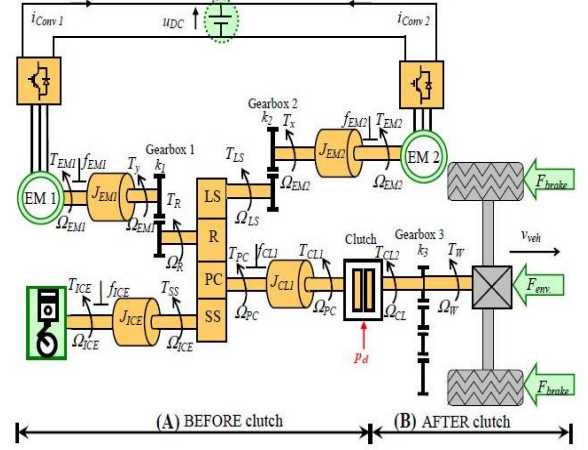 i_Conv 1
u_DC
i_Conv 2
Gearbox 2
k_2
T_x
f_EM2
T_EM2
T_EM1
f_EM1
T_y
Gearbox 1
k_1
T_LS
J_EM2
EM 2
EM 1
J_EM1
T_R
LS
Ω_EM2
Ω_EM2
F_brake
Ω_EM1
Ω_EM1
Ω_LS
R
Ω_R
T_PC
f_CL1
T_CL1
Clutch
T_CL2
Gearbox 3
k_3
T_W
v_veh
T_ICE
f_ICE
T_SS
PC
J_CL1
F_env.
J_ICE
SS
Ω_PC
Ω_PC
Ω_CL
Ω_W
Ω_ICE
Ω_ICE
p_cl
F_brake
(A) BEFORE clutch
(B) AFTER clutch